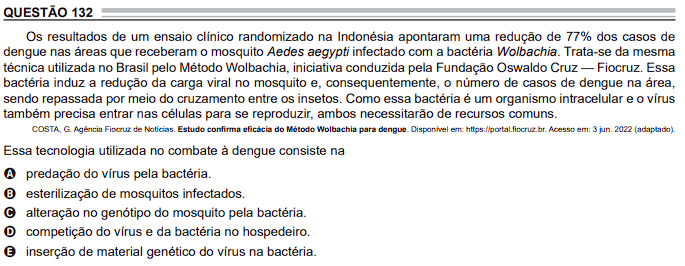 QUESTÃO 132
Os resultados de um ensaio clínico randomizado na Indonésia apontaram uma redução de 77% dos casos de
dengue nas áreas que receberam o mosquito Aedes aegypti infectado com a bactéria Wolbachia. Trata-se da mesma
técnica utilizada no Brasil pelo Método Wolbachia, iniciativa conduzida pela Fundação Oswaldo Cruz — Fiocruz. Essa
bactéria induz a redução da carga viral no mosquito e, consequentemente, o número de casos de dengue na área,
sendo repassada por meio do cruzamento entre os insetos. Como essa bactéria é um organismo intracelular e o vírus
também precisa entrar nas células para se reproduzir, ambos necessitarão de recursos comuns.
COSTA, G. Agência Fiocruz de Notícias. Estudo confirma eficácia do Método Wolbachia para dengue. Disponível em: https://portal.fiocruz.br. Acesso em: 3 jun. 2022 (adaptado).
Essa tecnologia utilizada no combate à dengue consiste na
A predação do vírus pela bactéria.
B esterilização de mosquitos infectados.
C alteração no genótipo do mosquito pela bactéria.
D competição do vírus e da bactéria no hospedeiro.
E inserção de material genético do vírus na bactéria.